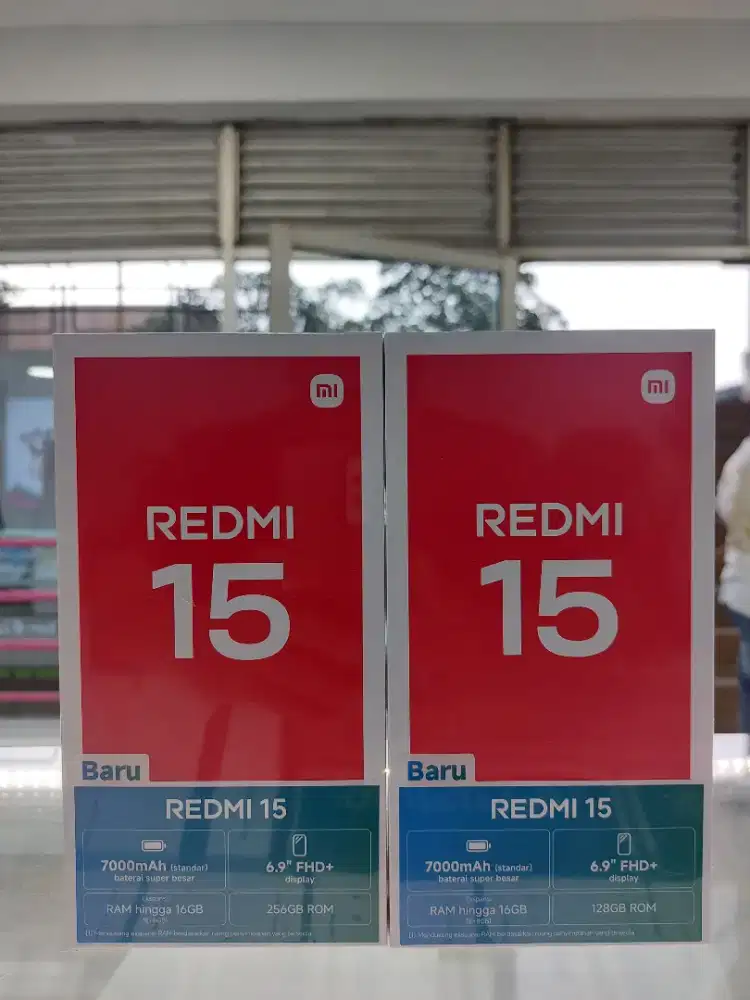 mi
REDMI
15
Baru
REDMI 15
7000mAh (standar)
baterai super besar
6.9" FHD+
display
RAM hingga 16GB
256GB ROM
mi
REDMI
15
Baru
REDMI 15
7000mAh (standar)
baterai super besar
6.9" FHD+
display
RAM hingga 16GB
128GB ROM